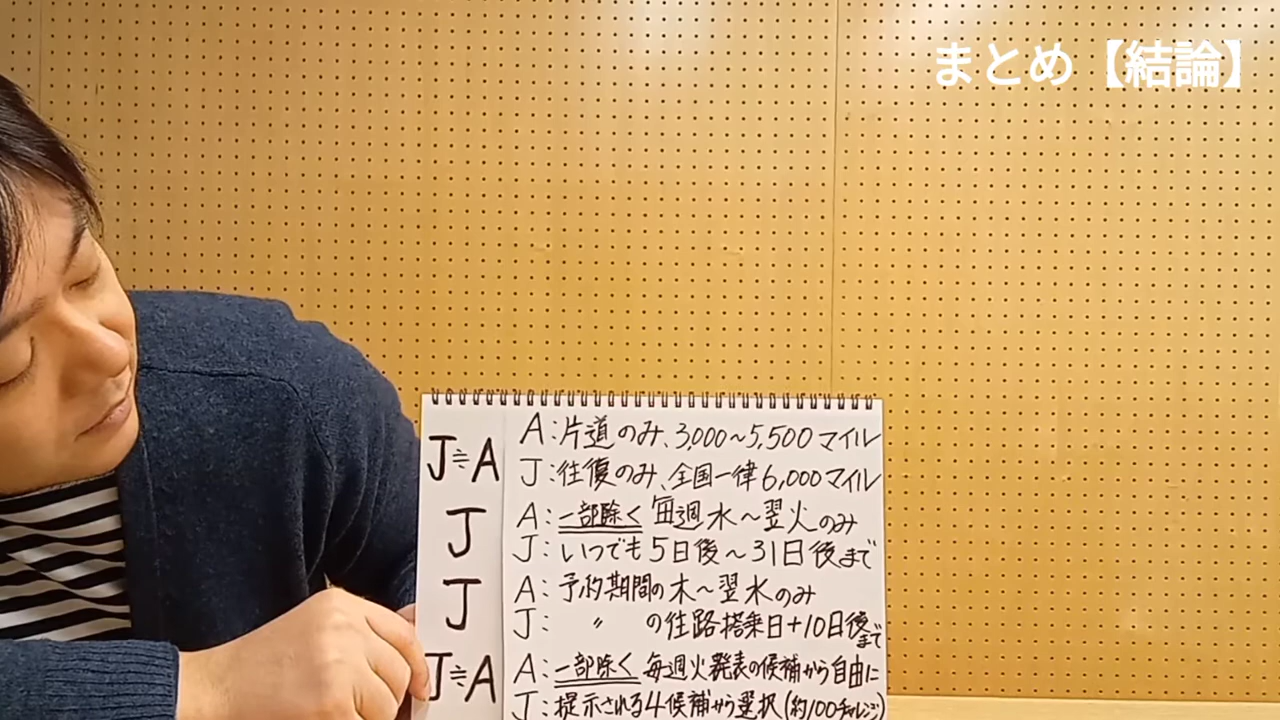 まとめ【結論】
J≒A
A:片道のみ、3,000~5,500マイル
J:往復のみ、全国一律6,000マイル
J
A:一部除く毎週水~翌火のみ
J:いつでも5日後~31日後まで
J
A:予約期間の木~翌水のみ
J: 〃 の往路搭乗日+10日後まで
J≒A
A:一部除く毎週火発表の候補から自由に
J:提示される4候補から選択(約100チャレンジ)